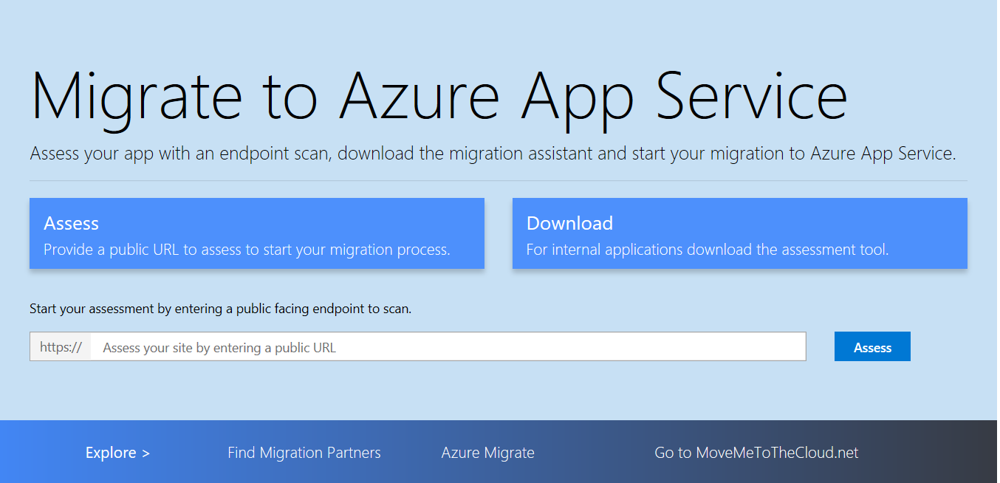 Migrate to Azure App Service
Assess your app with an endpoint scan, download the migration assistant and start your migration to Azure App Service.
Assess
Provide a public URL to assess to start your migration process.
Download
For internal applications download the assessment tool.
Start your assessment by entering a public facing endpoint to scan.
https:// Assess your site by entering a public URL Assess
Explore > Find Migration Partners Azure Migrate Go to MoveMeToTheCloud.net